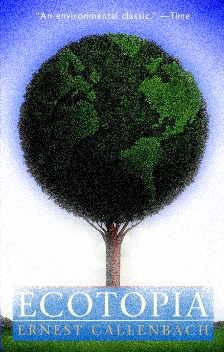 "An environmental classic." —Time
ECOTOPIA
ERNEST CALLENBACH